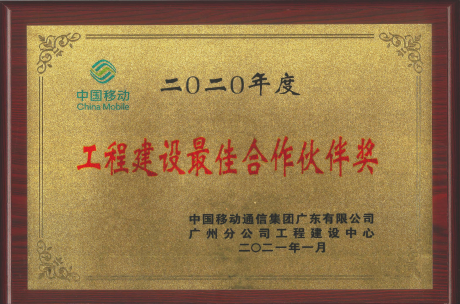 中国移动
China Mobile
二〇二〇年度
工程建设最佳合作伙伴奖
中国移动通信集团广东有限公司
广州分公司工程建设中心
二〇二一年一月